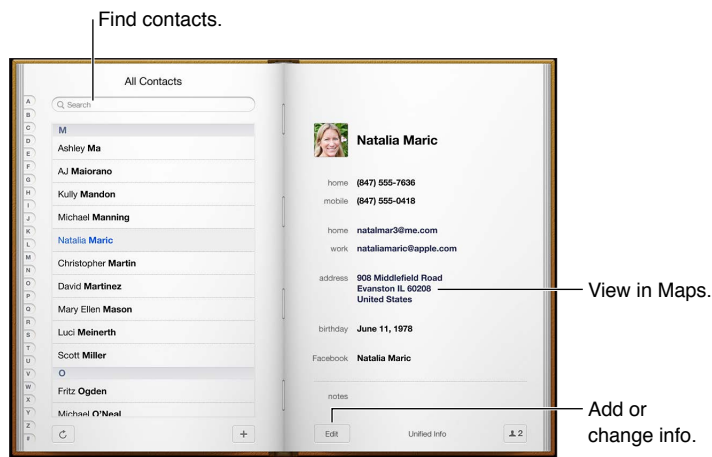 Find contacts.
All Contacts
Search
A
B
C
D
E
F
G
H
I
J
K
L
M
N
O
P
Q
R
S
T
U
V
W
X
Y
Z
#
M
Ashley Ma
AJ Maiorano
Kully Mandon
Michael Manning
Natalia Maric
Christopher Martin
David Martinez
Mary Ellen Mason
Luci Meinerth
Scott Miller
O
Fritz Ogden
Michael O'Neal
Natalia Maric
home (847) 555-7636
mobile (847) 555-0418
home natalmar3@me.com
work nataliamaric@apple.com
address 908 Middlefield Road
Evanston IL 60208
United States
birthday June 11, 1978
Facebook Natalia Maric
notes
Edit Unified Info 2
View in Maps.
Add or
change info.